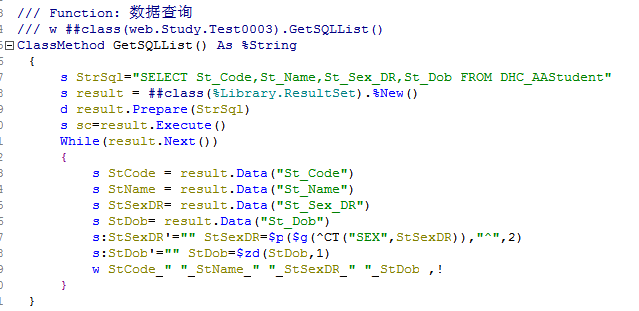 /// Function: 数据查询
/// w ##class(web.Study.Test0003).GetSQLList()
ClassMethod GetSQLList() As %String
{
s StrSql="SELECT St_Code,St_Name,St_Sex_DR,St_Dob FROM DHC_AAStudent"
s result = ##class(%Library.ResultSet).%New()
d result.Prepare(StrSql)
s sc=result.Execute()
While(result.Next())
{
s StCode = result.Data("St_Code")
s StName = result.Data("St_Name")
s StSexDR= result.Data("St_Sex_DR")
s StDob= result.Data("St_Dob")
s:StSexDR'="" StSexDR=$p($g(^CT("SEX",StSexDR)),"^",2)
s:StDob'="" StDob=$zd(StDob,1)
w StCode_" "_StName_" "_StSexDR_" "_StDob ,!
}
}